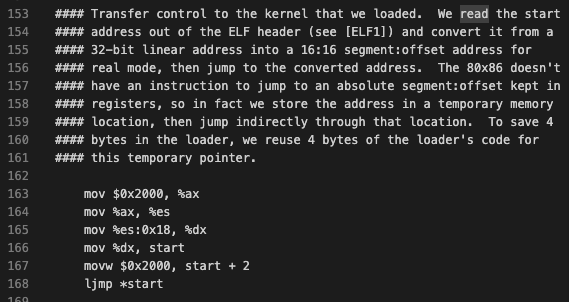 153 #### Transfer control to the kernel that we loaded.  We read the start
154 #### address out of the ELF header (see [ELF1]) and convert it from a
155 #### 32-bit linear address into a 16:16 segment:offset address for
156 #### real mode, then jump to the converted address.  The 80x86 doesn't
157 #### have an instruction to jump to an absolute segment:offset kept in
158 #### registers, so in fact we store the address in a temporary memory
159 #### location, then jump indirectly through that location.  To save 4
160 #### bytes in the loader, we reuse 4 bytes of the loader's code for
161 #### this temporary pointer.
162
163     mov $0x2000, %ax
164     mov %ax, %es
165     mov %es:0x18, %dx
166     mov %dx, start
167     movw $0x2000, start + 2
168     ljmp *start
169